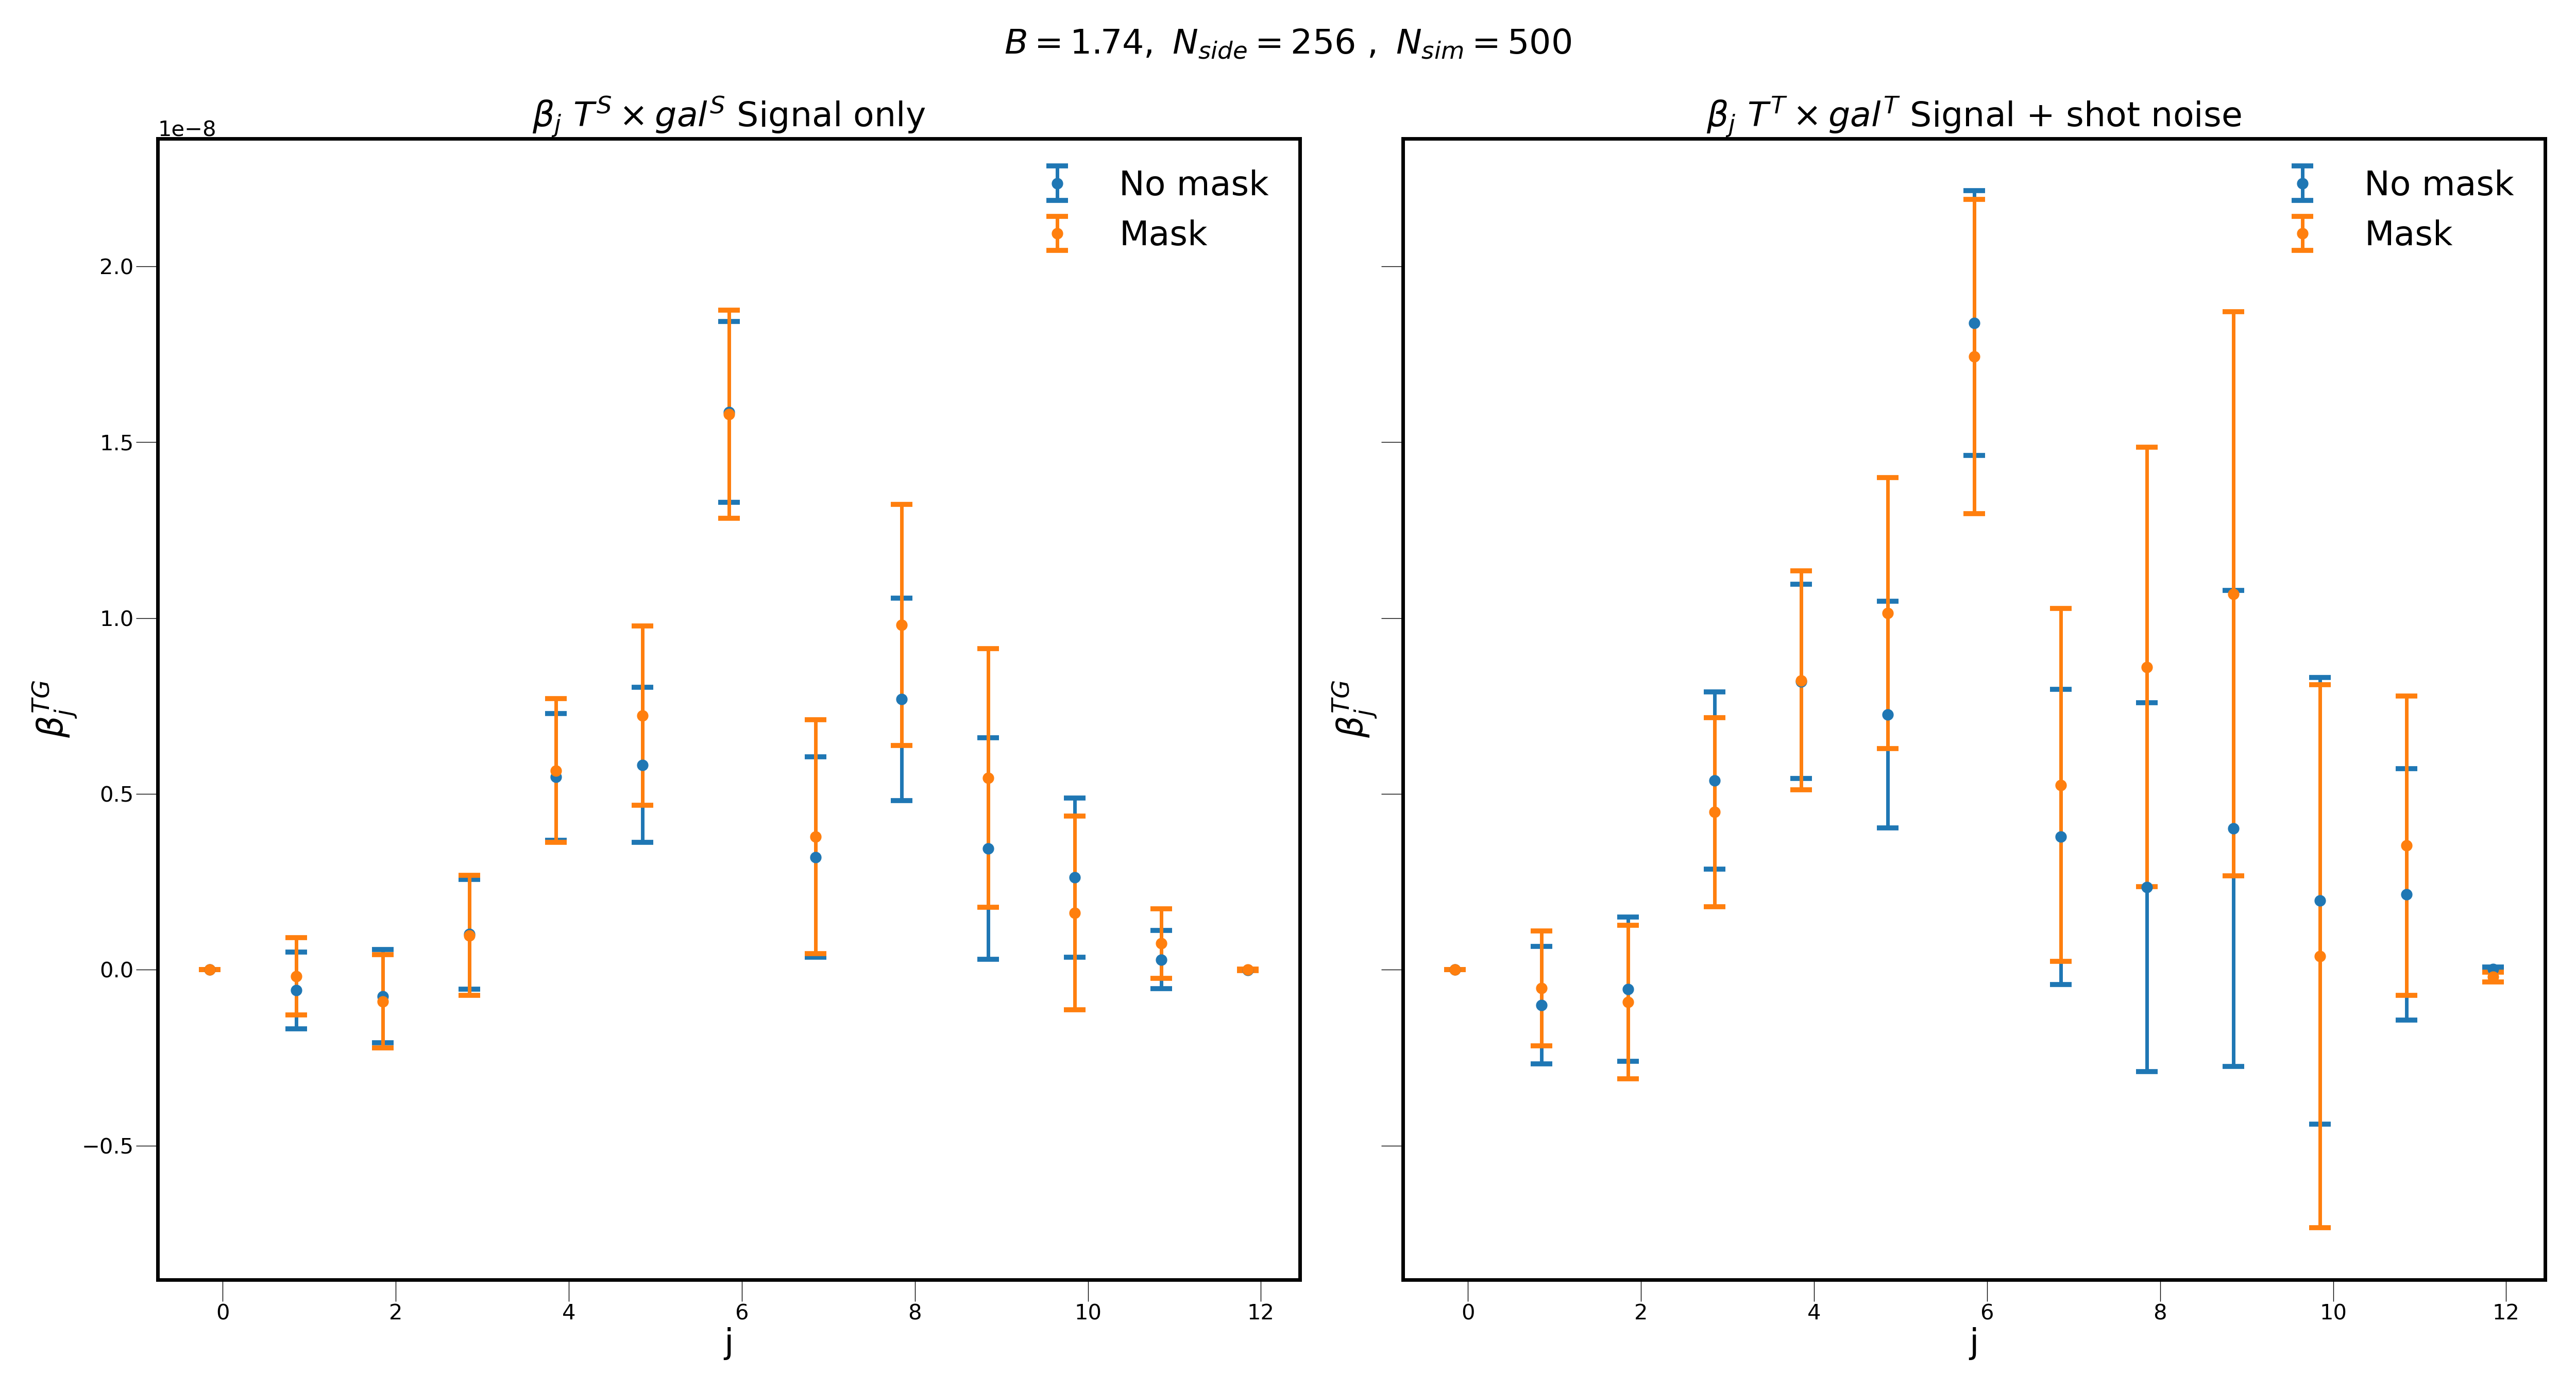 B = 1.74, N_side = 256 , N_sim = 500
β_j T^S × gal^S Signal only
1e−8
No mask
Mask
2.0
1.5
1.0
0.5
0.0
−0.5
β_j^TG
0 2 4 6 8 10 12
j
β_j T^T × gal^T Signal + shot noise
No mask
Mask
β_j^TG
0 2 4 6 8 10 12
j